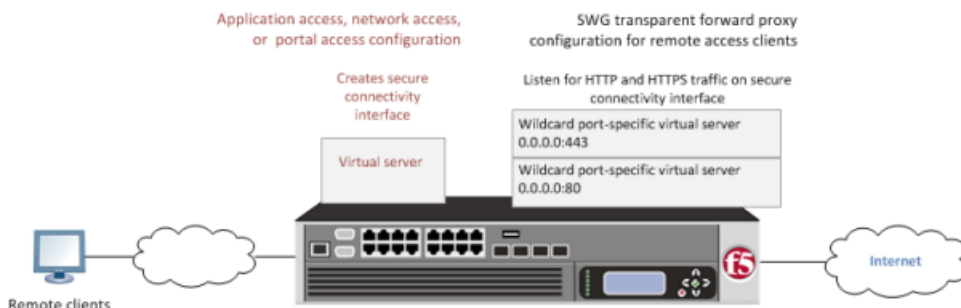 Application access, network access,
or portal access configuration
SWG transparent forward proxy
configuration for remote access clients
Creates secure
connectivity
interface
Listen for HTTP and HTTPS traffic on secure
connectivity interface
Virtual server
Wildcard port-specific virtual server
0.0.0.0:443
Wildcard port-specific virtual server
0.0.0.0:80
f5
Internet
Remote clients